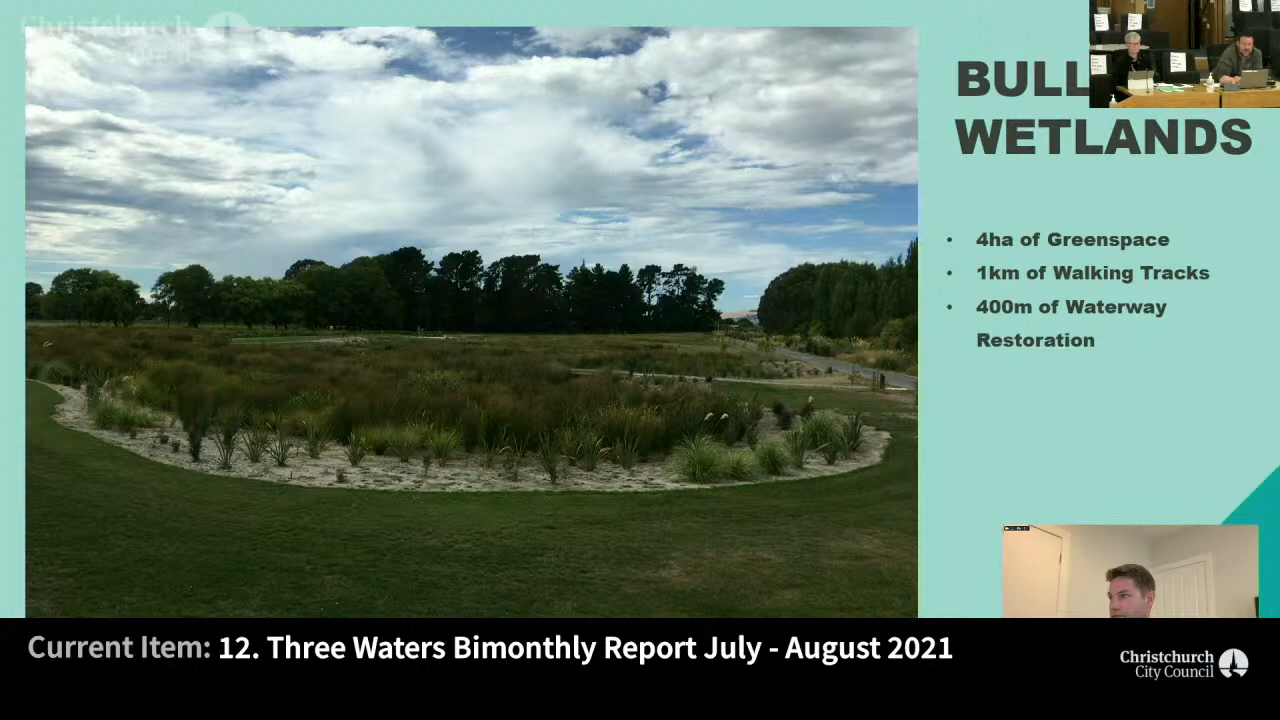 Christchurch
BULL
WETLANDS
• 4ha of Greenspace
• 1km of Walking Tracks
• 400m of Waterway
Restoration
Current Item: 12. Three Waters Bimonthly Report July - August 2021
Christchurch
City Council